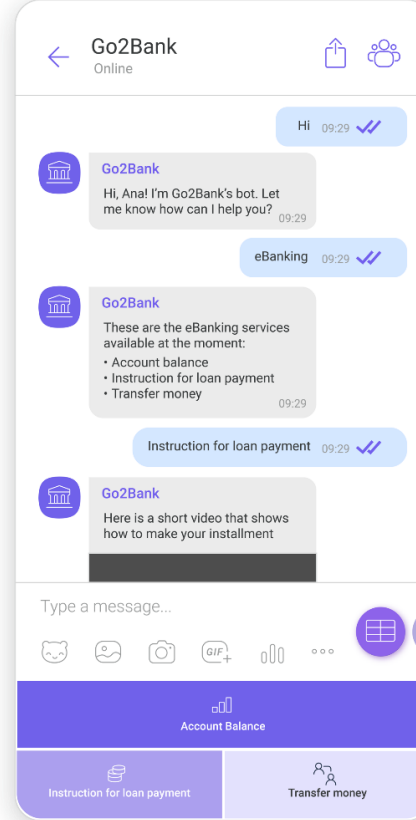 Go2Bank
Online
Hi 09:29
Go2Bank
Hi, Ana! I'm Go2Bank's bot. Let
me know how can I help you? 09:29
eBanking 09:29
Go2Bank
These are the eBanking services
available at the moment:
• Account balance
• Instruction for loan payment
• Transfer money
09:29
Instruction for loan payment 09:29
Go2Bank
Here is a short video that shows
how to make your installment
Type a message...
GIF+
Account Balance
Instruction for loan payment
Transfer money